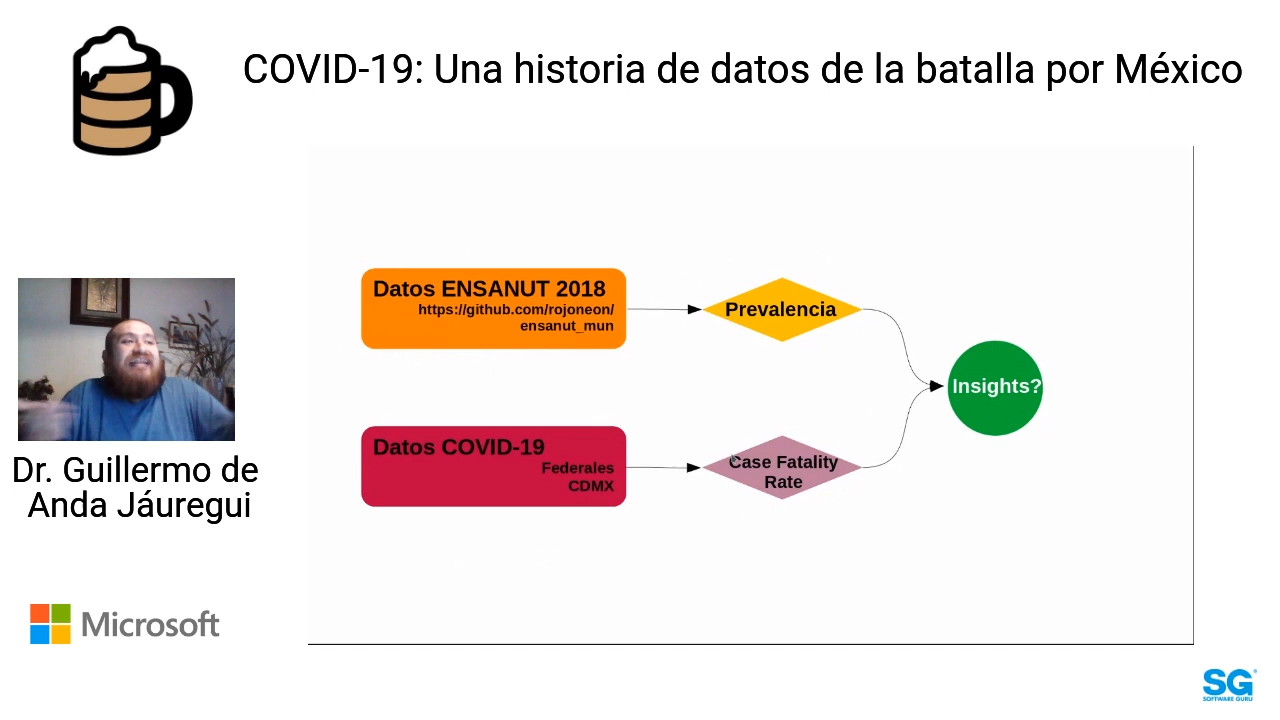 COVID-19: Una historia de datos de la batalla por México
Datos ENSANUT 2018
https://github.com/rojoneon/
ensanut_mun
Prevalencia
Insights?
Datos COVID-19
Federales
CDMX
Case Fatality
Rate
Dr. Guillermo de
Anda Jáuregui
Microsoft
SG
SOFTWARE GURU